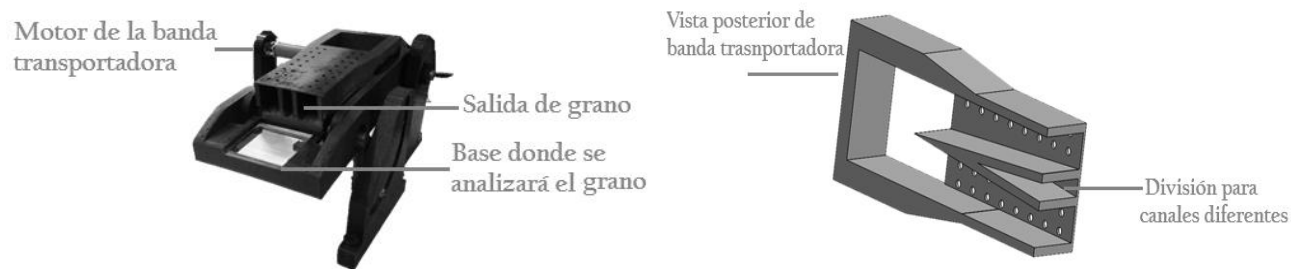 Motor de la banda
transportadora
Salida de grano
Base donde se
analizará el grano
Vista posterior de
banda trasnportadora
División para
canales diferentes